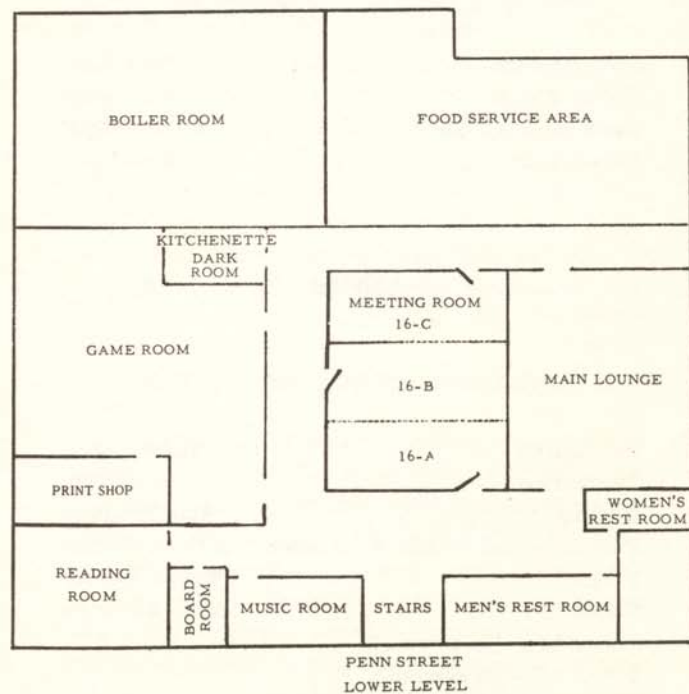 BOILER ROOM
FOOD SERVICE AREA
KITCHENETTE
DARK
ROOM
MEETING ROOM
16-C
GAME ROOM
16-B
MAIN LOUNGE
16-A
PRINT SHOP
WOMEN'S
REST ROOM
READING
ROOM
BOARD
ROOM
MUSIC ROOM
STAIRS
MEN'S REST ROOM
PENN STREET
LOWER LEVEL